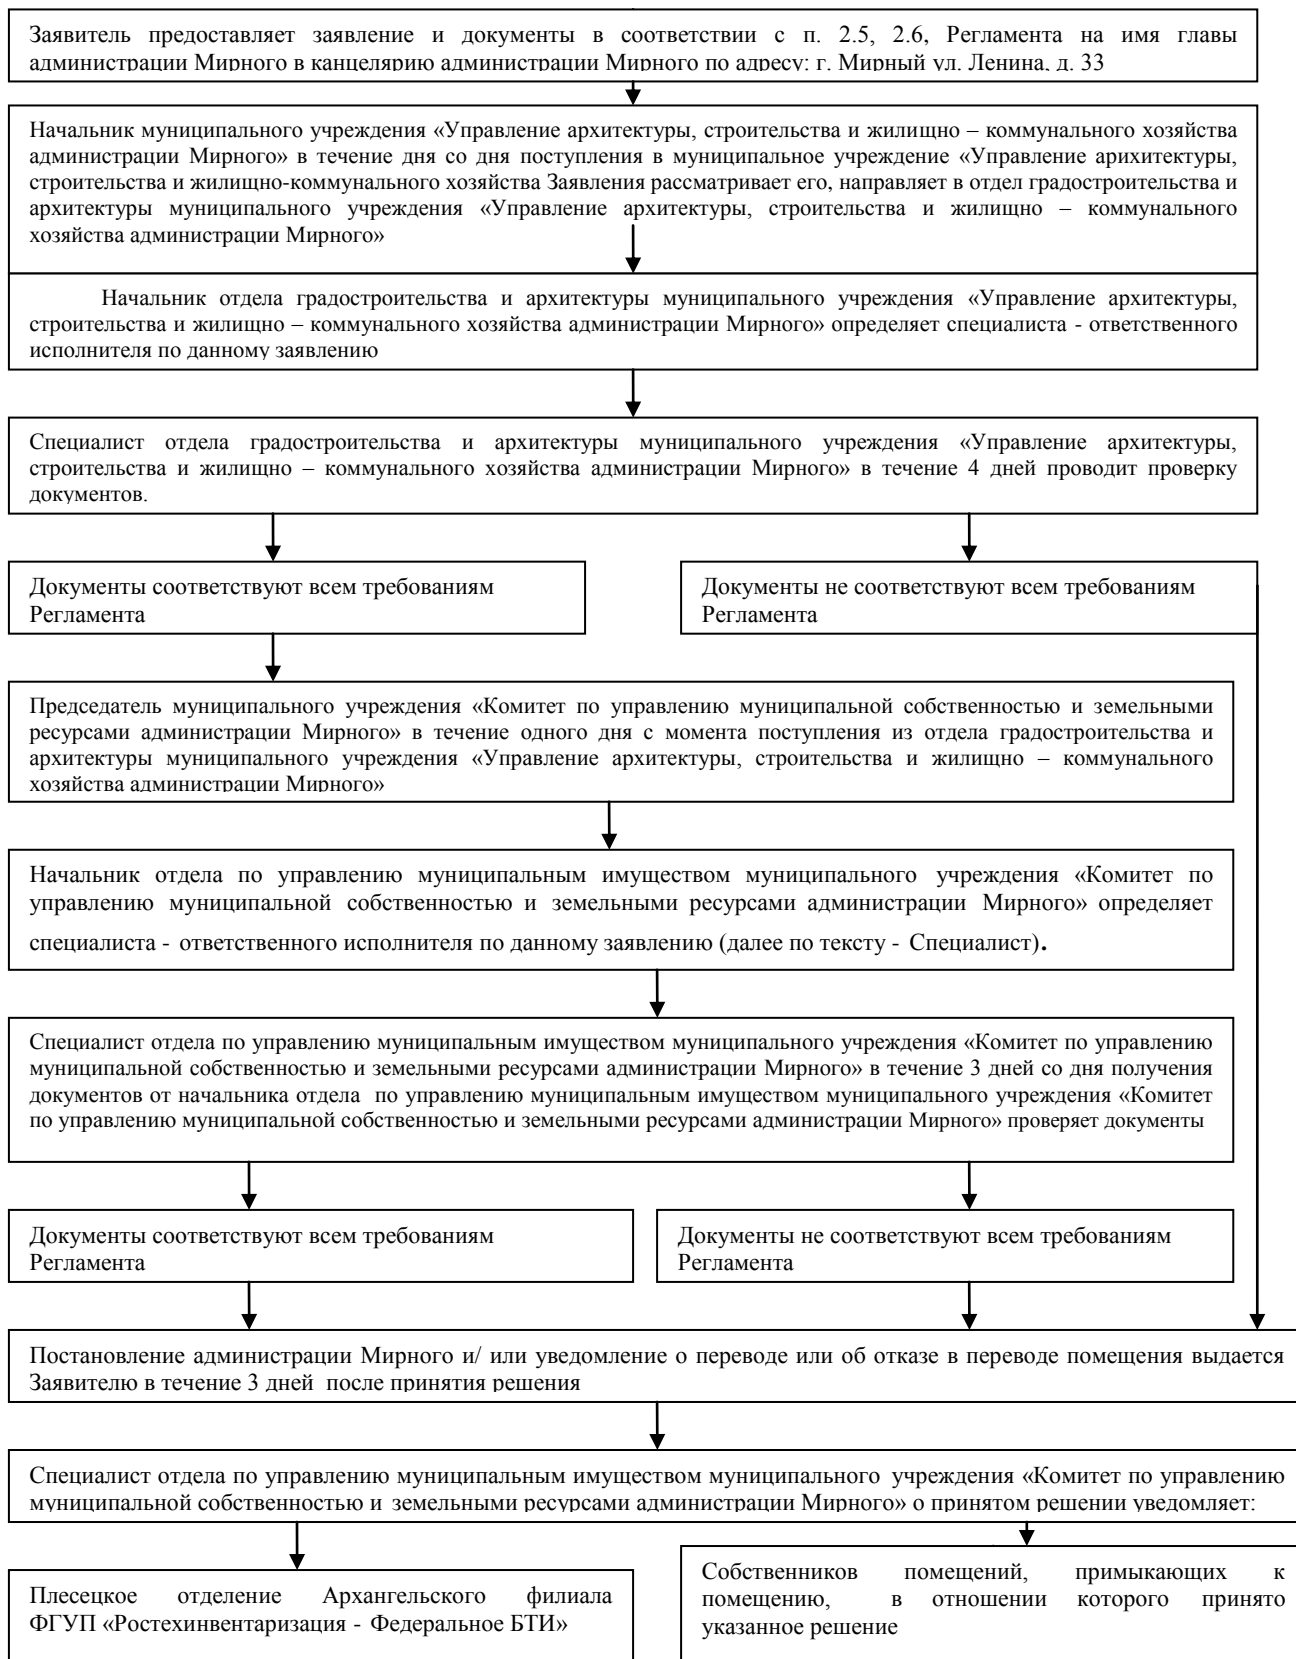 Заявитель предоставляет заявление и документы в соответствии с п. 2.5, 2.6, Регламента на имя главы
администрации Мирного в канцелярию администрации Мирного по адресу: г. Мирный ул. Ленина, д. 33
Начальник муниципального учреждения «Управление архитектуры, строительства и жилищно – коммунального хозяйства
администрации Мирного» в течение дня со дня поступления в муниципальное учреждение «Управление арихитектуры,
строительства и жилищно-коммунального хозяйства Заявления рассматривает его, направляет в отдел градостроительства и
архитектуры муниципального учреждения «Управление архитектуры, строительства и жилищно – коммунального
хозяйства администрации Мирного»
Начальник отдела градостроительства и архитектуры муниципального учреждения «Управление архитектуры,
строительства и жилищно – коммунального хозяйства администрации Мирного» определяет специалиста - ответственного
исполнителя по данному заявлению
Специалист отдела градостроительства и архитектуры муниципального учреждения «Управление архитектуры,
строительства и жилищно – коммунального хозяйства администрации Мирного» в течение 4 дней проводит проверку
документов.
Документы соответствуют всем требованиям
Регламента
Документы не соответствуют всем требованиям
Регламента
Председатель муниципального учреждения «Комитет по управлению муниципальной собственностью и земельными
ресурсами администрации Мирного» в течение одного дня с момента поступления из отдела градостроительства и
архитектуры муниципального учреждения «Управление архитектуры, строительства и жилищно – коммунального
хозяйства администрации Мирного»
Начальник отдела по управлению муниципальным имуществом муниципального учреждения «Комитет по
управлению муниципальной собственностью и земельными ресурсами администрации Мирного» определяет
специалиста - ответственного исполнителя по данному заявлению (далее по тексту - Специалист).
Специалист отдела по управлению муниципальным имуществом муниципального учреждения «Комитет по управлению
муниципальной собственностью и земельными ресурсами администрации Мирного» в течение 3 дней со дня получения
документов от начальника отдела по управлению муниципальным имуществом муниципального учреждения «Комитет
по управлению муниципальной собственностью и земельными ресурсами администрации Мирного» проверяет документы
Документы соответствуют всем требованиям
Регламента
Документы не соответствуют всем требованиям
Регламента
Постановление администрации Мирного и/ или уведомление о переводе или об отказе в переводе помещения выдается
Заявителю в течение 3 дней после принятия решения
Специалист отдела по управлению муниципальным имуществом муниципального учреждения «Комитет по управлению
муниципальной собственностью и земельными ресурсами администрации Мирного» о принятом решении уведомляет:
Плесецкое отделение Архангельского филиала
ФГУП «Ростехинвентаризация - Федеральное БТИ»
Собственников помещений, примыкающих к
помещению, в отношении которого принято
указанное решение